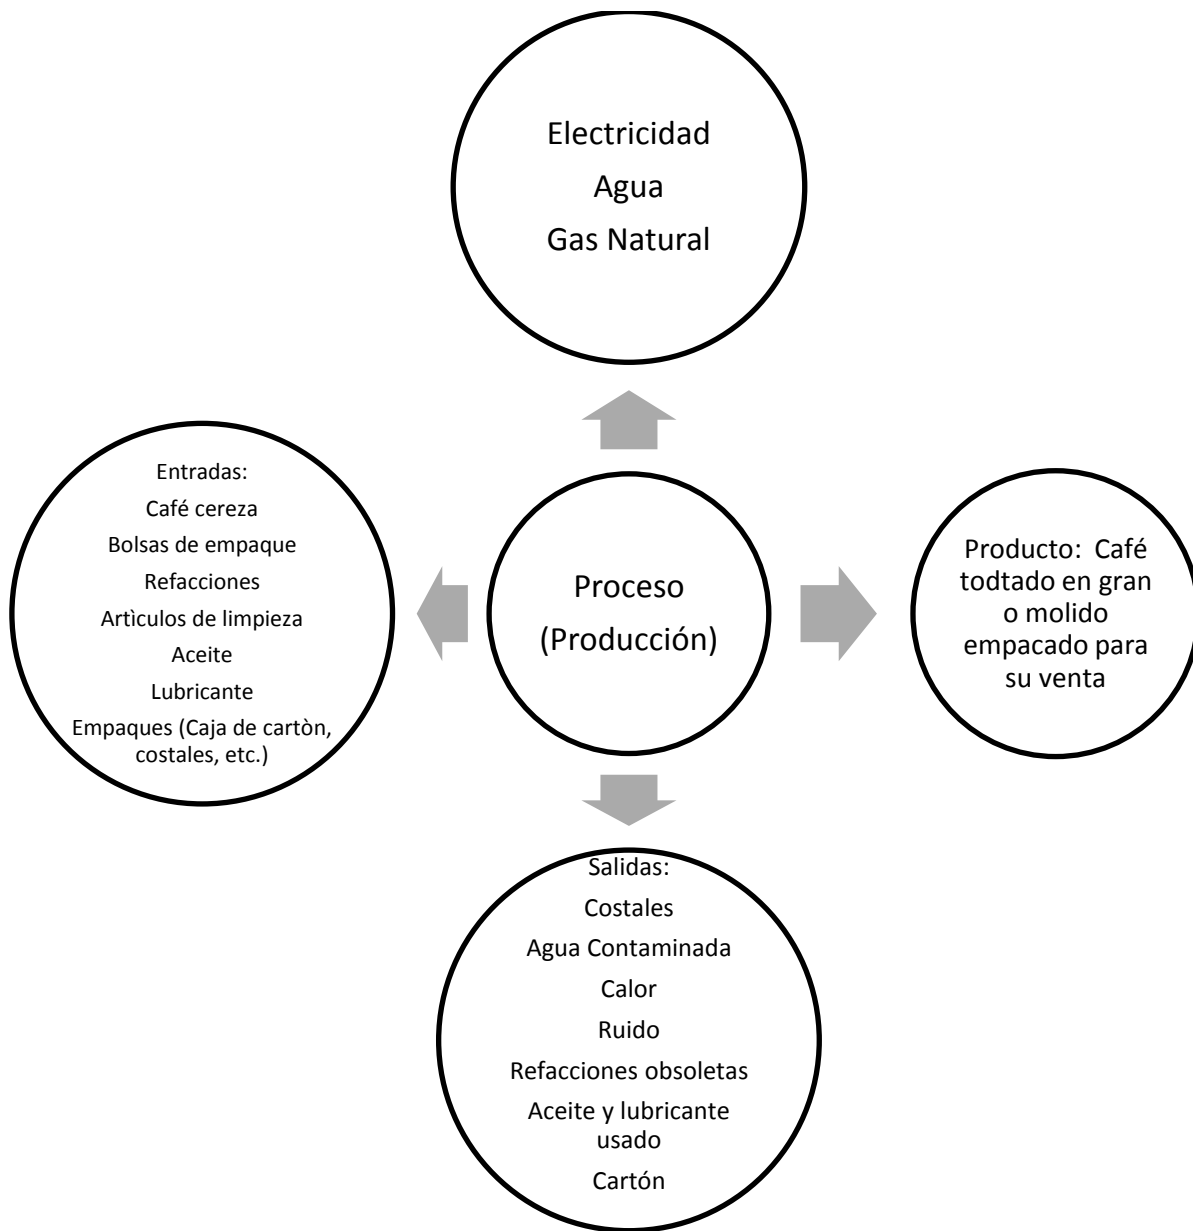 Electricidad
Agua
Gas Natural
Entradas:
Café cereza
Bolsas de empaque
Refacciones
Artìculos de limpieza
Aceite
Lubricante
Empaques (Caja de cartòn,
costales, etc.)
Proceso
(Producción)
Producto:  Café
todtado en gran
o molido
empacado para
su venta
Salidas:
Costales
Agua Contaminada
Calor
Ruido
Refacciones obsoletas
Aceite y lubricante
usado
Cartón